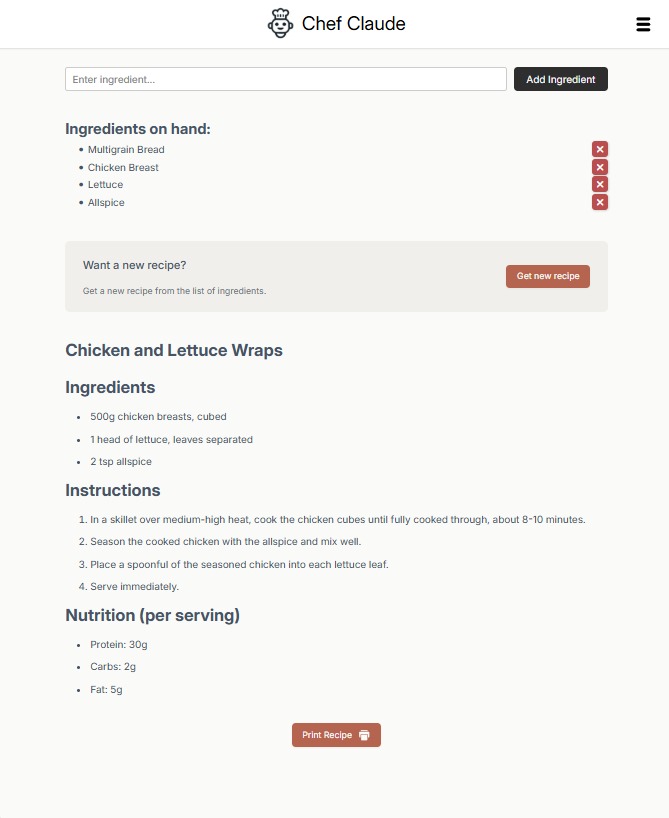 Chef Claude
Enter ingredient...
Add Ingredient
Ingredients on hand:
• Multigrain Bread
• Chicken Breast
• Lettuce
• Allspice
Want a new recipe?
Get a new recipe from the list of ingredients.
Get new recipe
Chicken and Lettuce Wraps
Ingredients
• 500g chicken breasts, cubed
• 1 head of lettuce, leaves separated
• 2 tsp allspice
Instructions
1. In a skillet over medium-high heat, cook the chicken cubes until fully cooked through, about 8-10 minutes.
2. Season the cooked chicken with the allspice and mix well.
3. Place a spoonful of the seasoned chicken into each lettuce leaf.
4. Serve immediately.
Nutrition (per serving)
• Protein: 30g
• Carbs: 2g
• Fat: 5g
Print Recipe